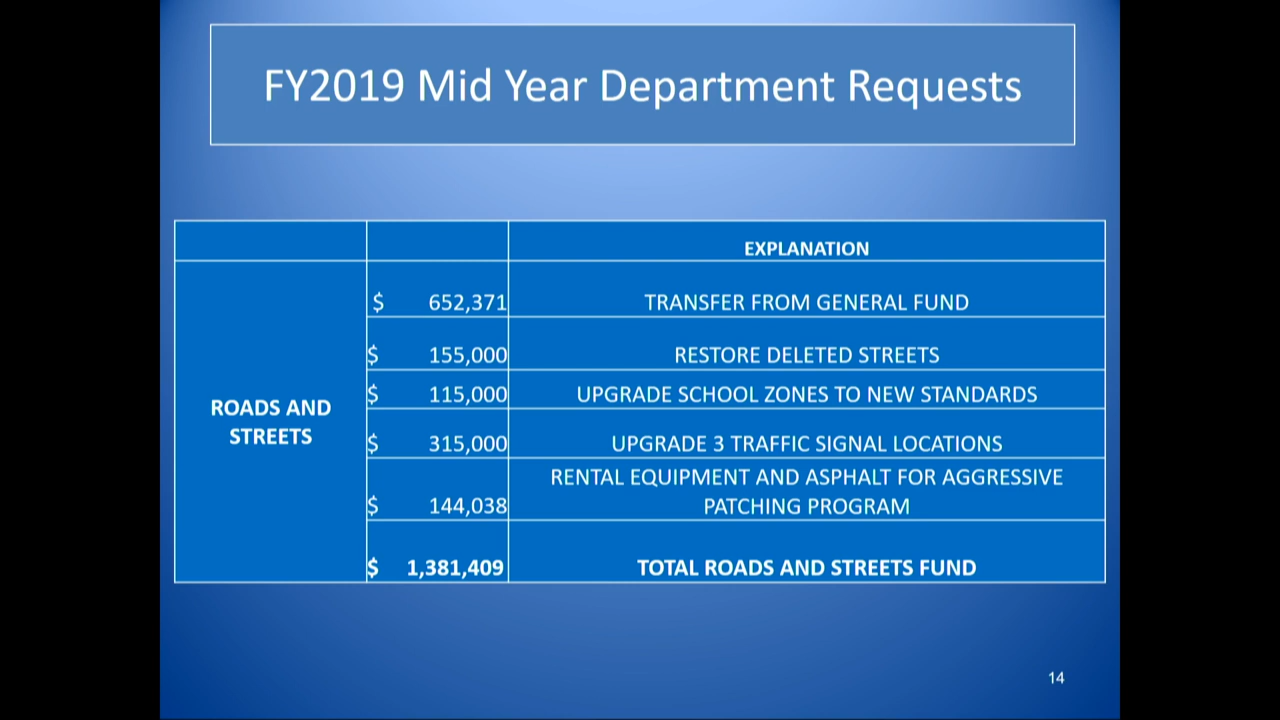 FY2019 Mid Year Department Requests
EXPLANATION
ROADS AND
STREETS
$ 652,371 TRANSFER FROM GENERAL FUND
$ 155,000 RESTORE DELETED STREETS
$ 115,000 UPGRADE SCHOOL ZONES TO NEW STANDARDS
$ 315,000 UPGRADE 3 TRAFFIC SIGNAL LOCATIONS
RENTAL EQUIPMENT AND ASPHALT FOR AGGRESSIVE
$ 144,038 PATCHING PROGRAM
$ 1,381,409 TOTAL ROADS AND STREETS FUND
14